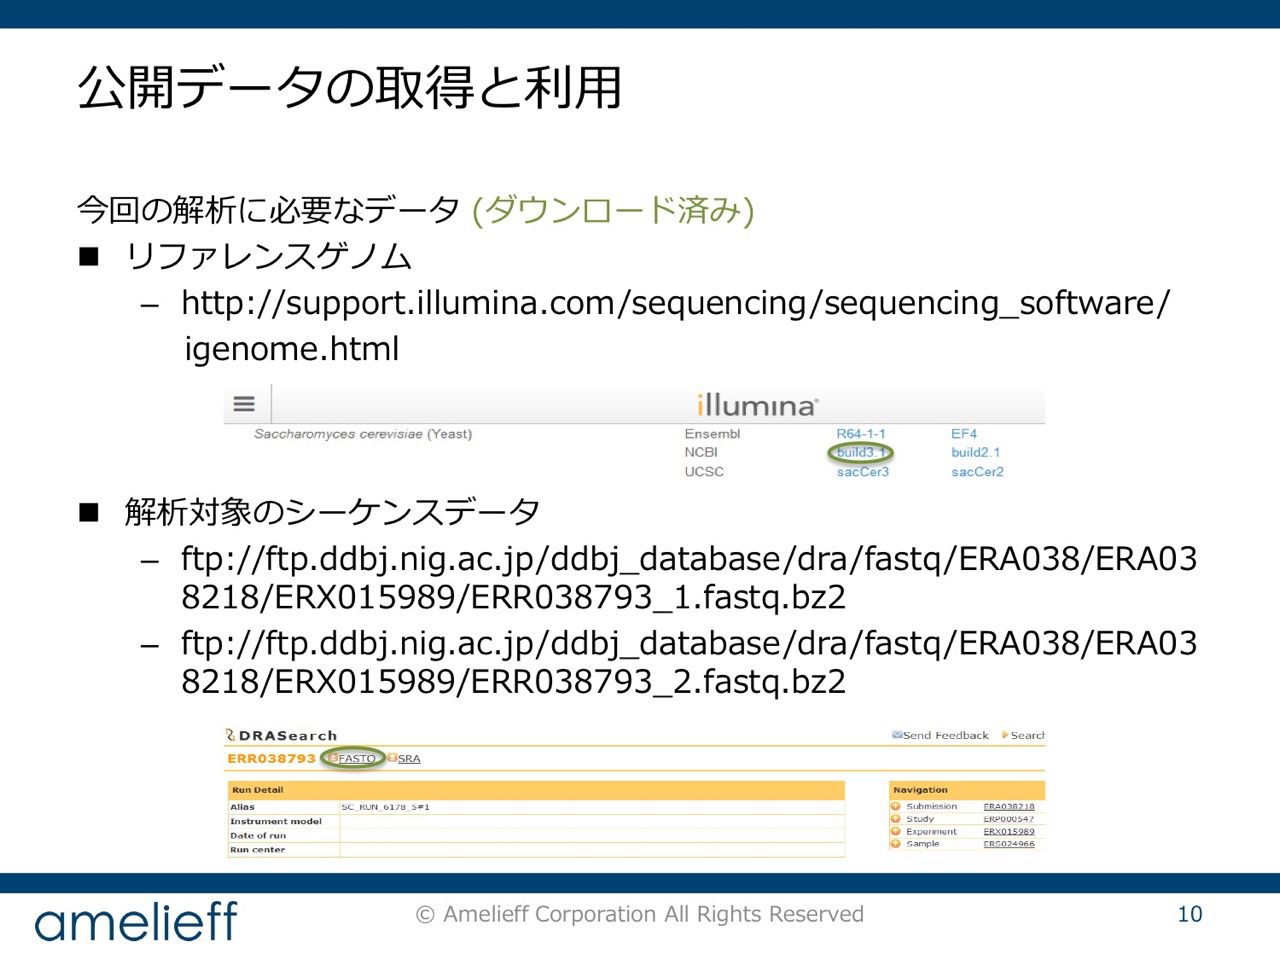 公開データの取得と利用
今回の解析に必要なデータ (ダウンロード済み)
■ リファレンスゲノム
– http://support.illumina.com/sequencing/sequencing_software/
igenome.html
illumina®
Saccharomyces cerevisiae (Yeast) Ensembl R64-1-1 EF4
NCBI build3.1 build2.1
UCSC sacCer3 sacCer2
■ 解析対象のシーケンスデータ
– ftp://ftp.ddbj.nig.ac.jp/ddbj_database/dra/fastq/ERA038/ERA03
8218/ERX015989/ERR038793_1.fastq.bz2
– ftp://ftp.ddbj.nig.ac.jp/ddbj_database/dra/fastq/ERA038/ERA03
8218/ERX015989/ERR038793_2.fastq.bz2
DRASearch Send Feedback Search
ERR038793 FASTQ SRA
Run Detail
Alias SC_RUN_6178_5#1
Instrument model
Date of run
Run center
Navigation
Submission ERA038218
Study ERP000547
Experiment ERX015989
Sample ERS024966
amelieff
© Amelieff Corporation All Rights Reserved
10